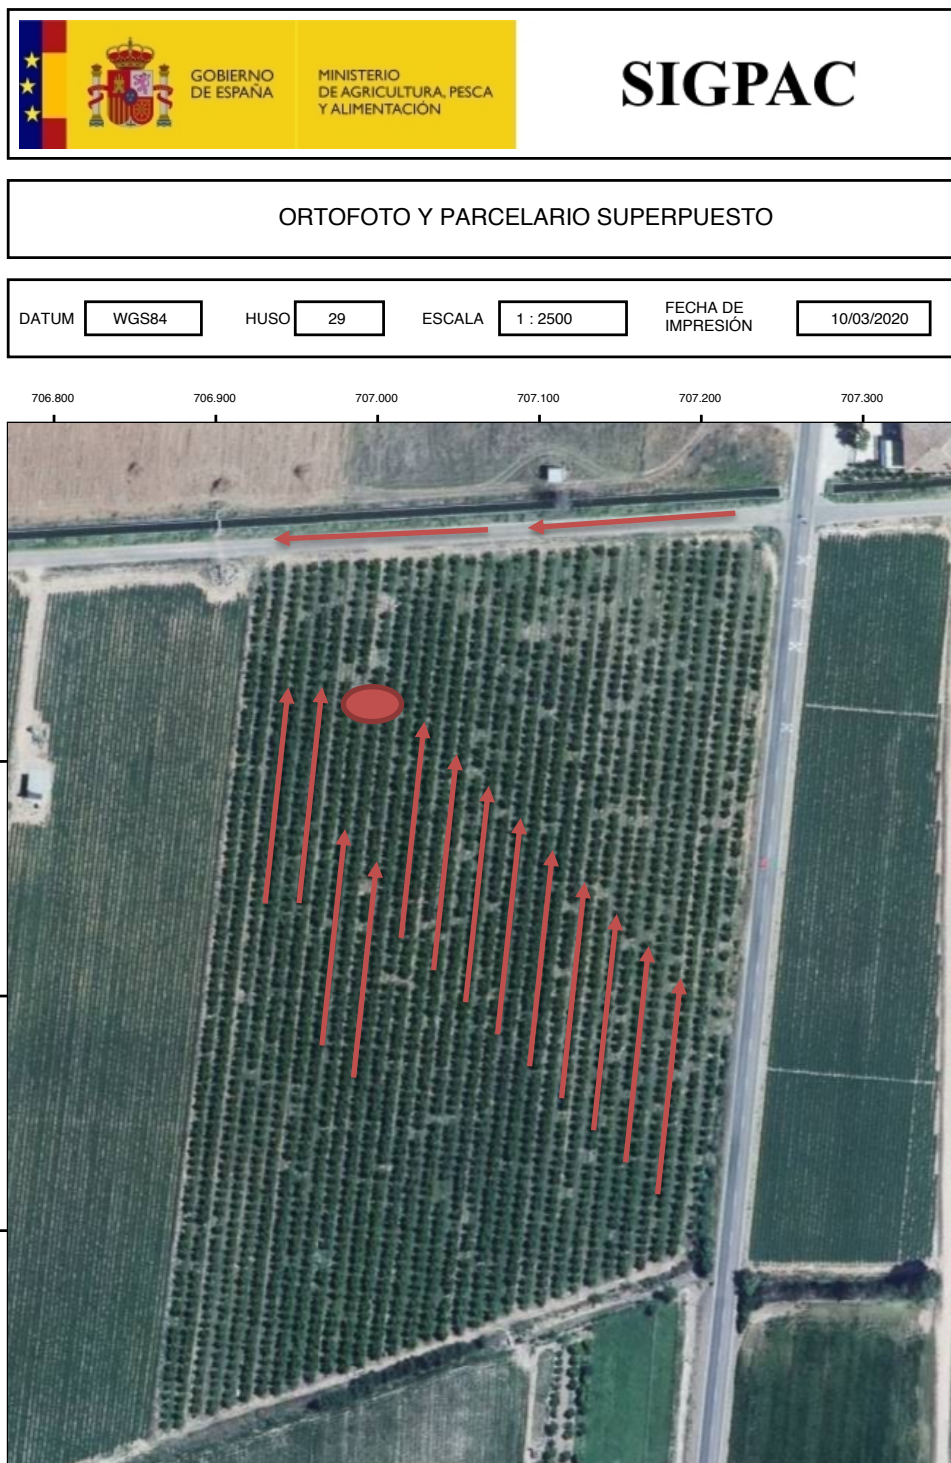 GOBIERNO
DE ESPAÑA
MINISTERIO
DE AGRICULTURA, PESCA
Y ALIMENTACIÓN
SIGPAC
ORTOFOTO Y PARCELARIO SUPERPUESTO
DATUM WGS84 HUSO 29 ESCALA 1 : 2500 FECHA DE
IMPRESIÓN 10/03/2020
706.800 706.900 707.000 707.100 707.200 707.300